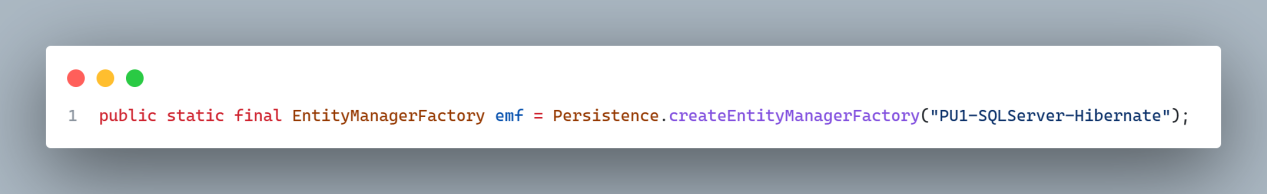 1 public static final EntityManagerFactory emf = Persistence.createEntityManagerFactory("PU1-SQLServer-Hibernate");